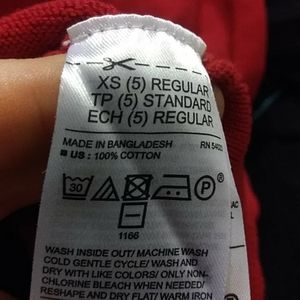 XS (5) REGULAR
TP (5) STANDARD
ECH (5) REGULAR
MADE IN BANGLADESH
RN 54023
US : 100% COTTON
30
P
1166
WASH INSIDE OUT/ MACHINE WASH
COLD GENTLE CYCLE/ WASH AND
DRY WITH LIKE COLORS/ ONLY NON-
CHLORINE BLEACH WHEN NEEDED/
RESHAPE AND DRY FLAT/ WARM IRON